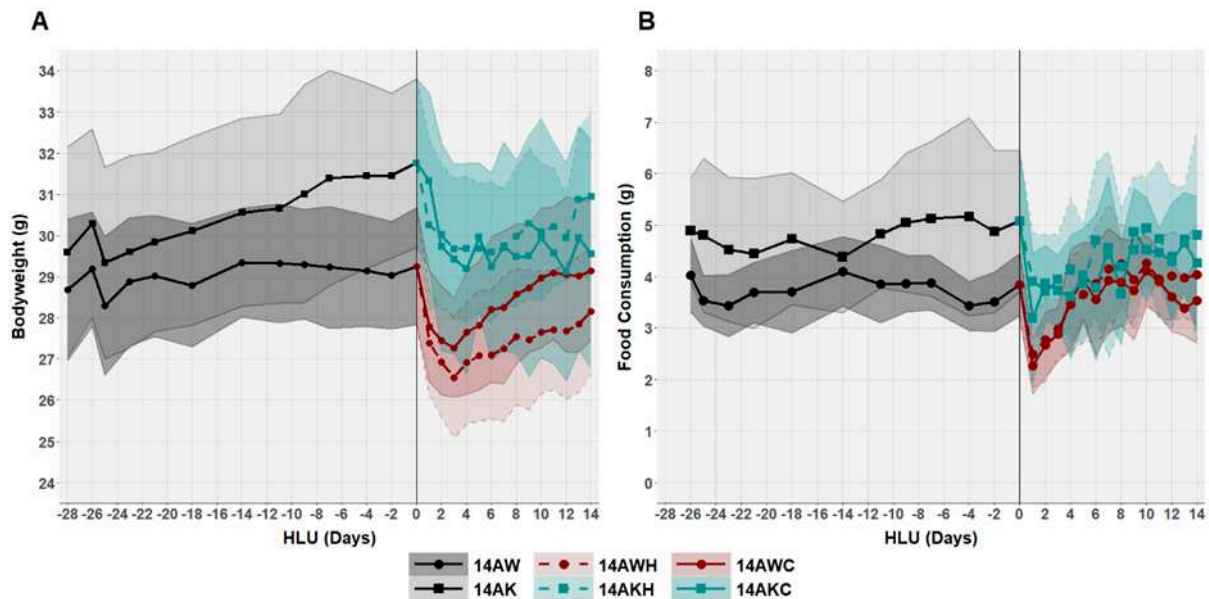 A
B
34
33
32
31
30
29
28
27
26
25
24
Bodyweight (g)
-28 -26 -24 -22 -20 -18 -16 -14 -12 -10 -8 -6 -4 -2 0 2 4 6 8 10 12 14
HLU (Days)
8
7
6
5
4
3
2
1
0
Food Consumption (g)
-28 -26 -24 -22 -20 -18 -16 -14 -12 -10 -8 -6 -4 -2 0 2 4 6 8 10 12 14
HLU (Days)
14AW 14AWH 14AWC
14AK 14AKH 14AKC